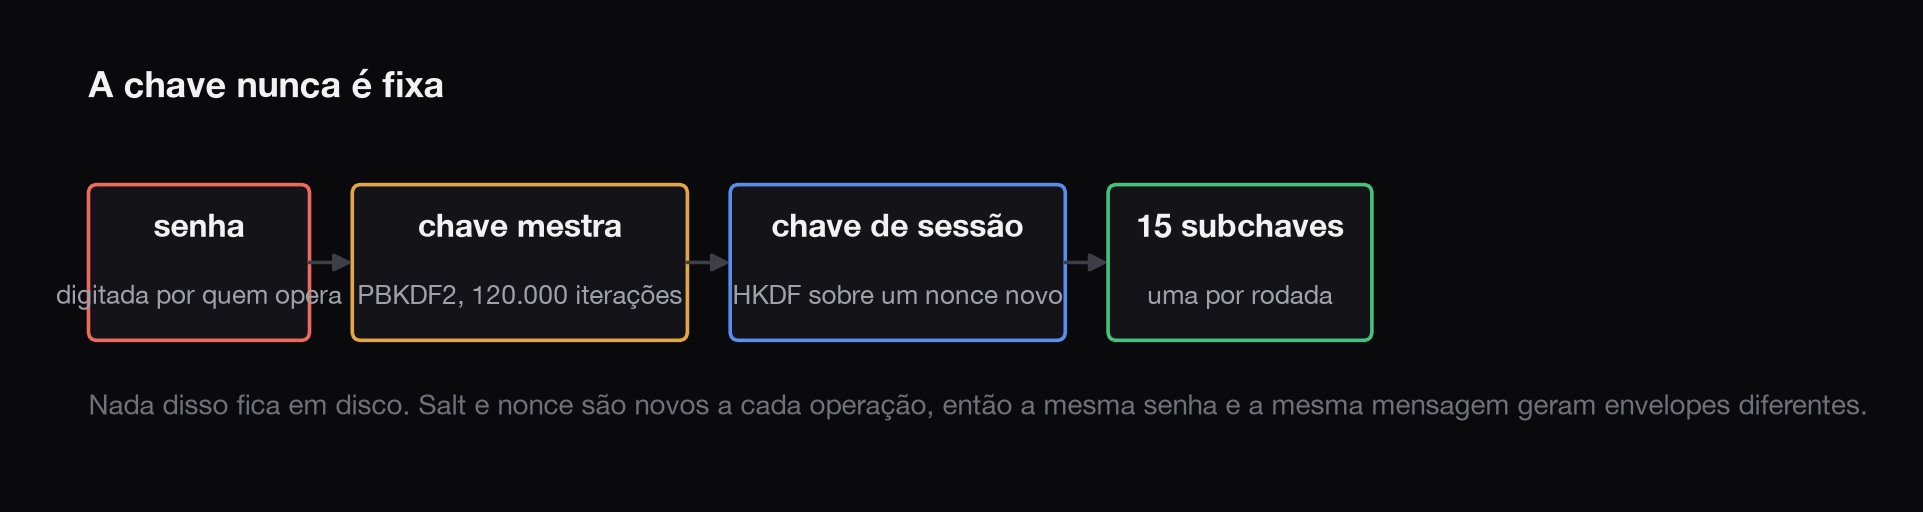 A chave nunca é fixa
senha
digitada por quem opera
chave mestra
PBKDF2, 120.000 iterações
chave de sessão
HKDF sobre um nonce novo
15 subchaves
uma por rodada
Nada disso fica em disco. Salt e nonce são novos a cada operação, então a mesma senha e a mesma mensagem geram envelopes diferentes.